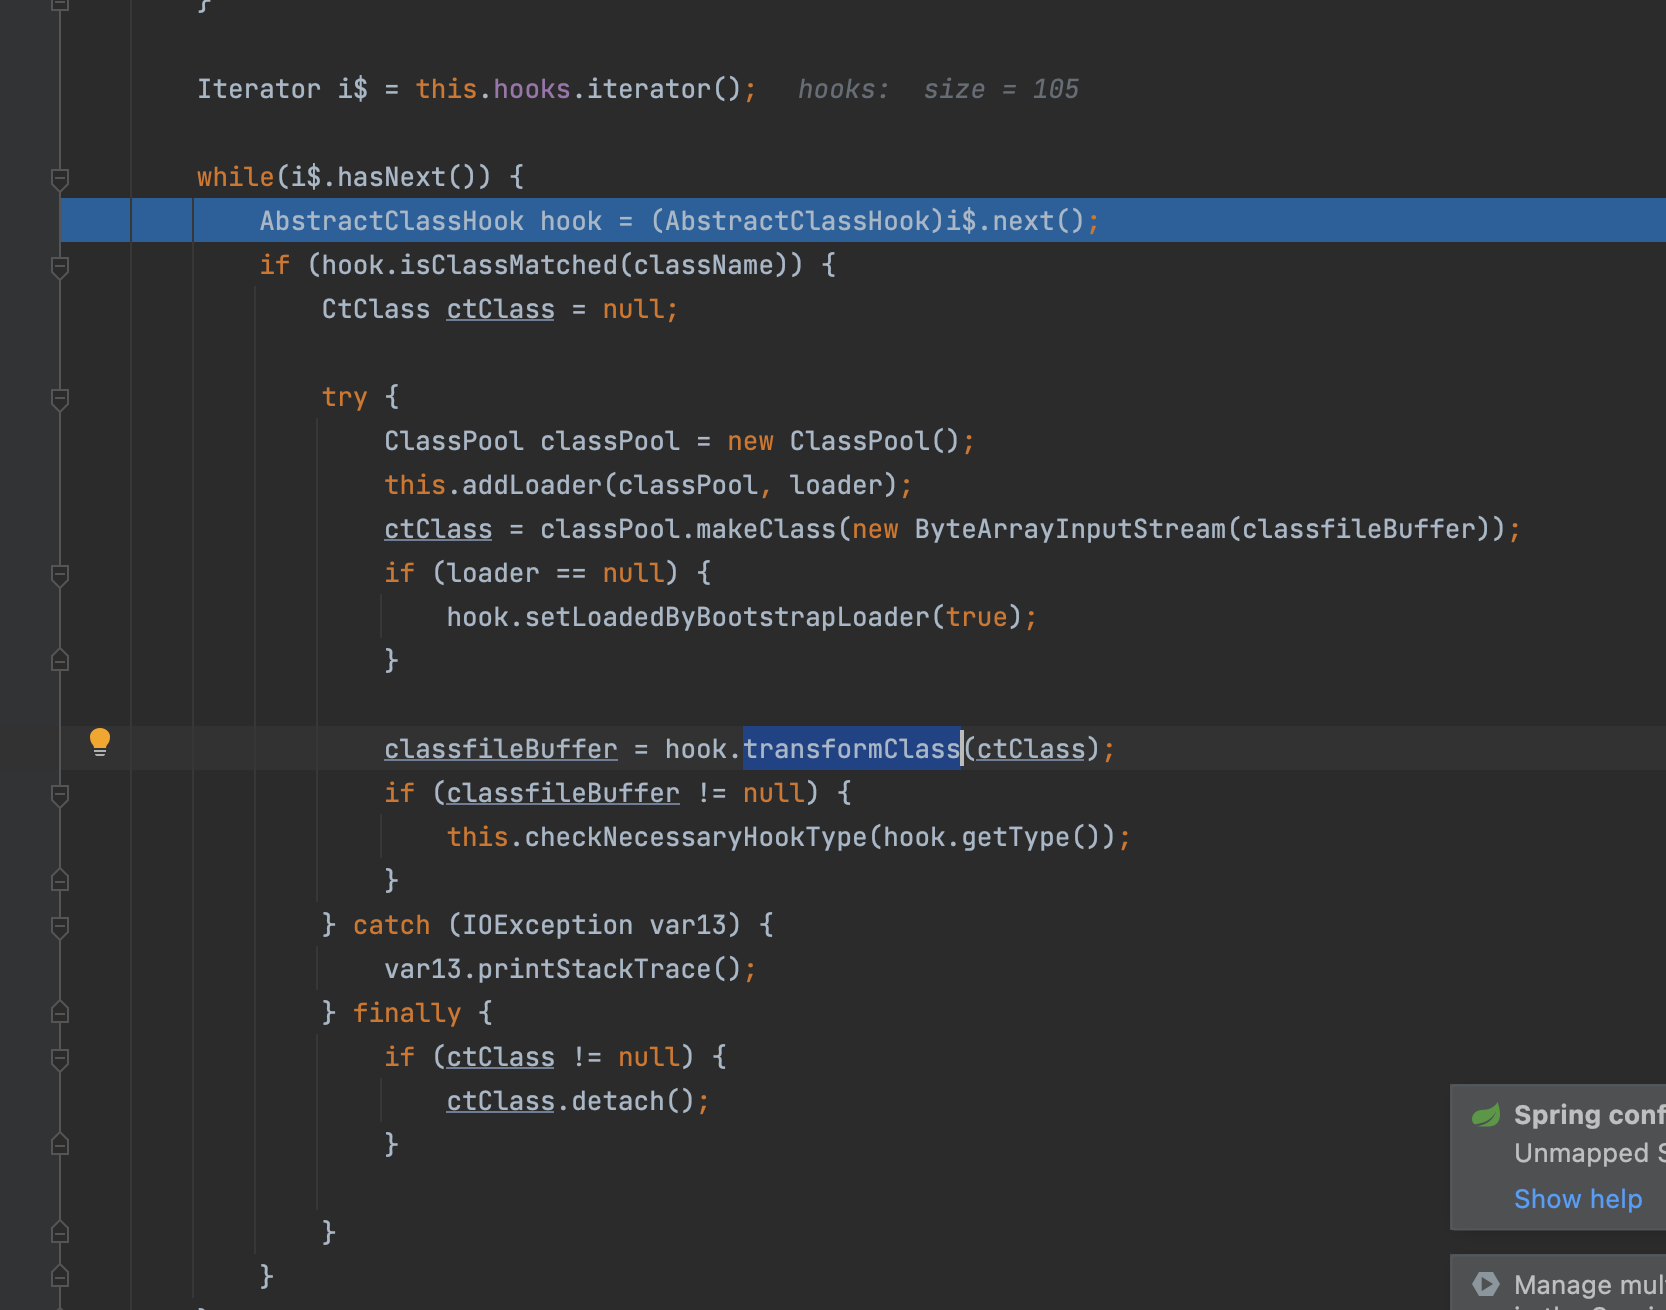 }
Iterator i$ = this.hooks.iterator();   hooks:  size = 105
while(i$.hasNext()) {
AbstractClassHook hook = (AbstractClassHook)i$.next();
if (hook.isClassMatched(className)) {
CtClass ctClass = null;
try {
ClassPool classPool = new ClassPool();
this.addLoader(classPool, loader);
ctClass = classPool.makeClass(new ByteArrayInputStream(classfileBuffer));
if (loader == null) {
hook.setLoadedByBootstrapLoader(true);
}
classfileBuffer = hook.transformClass(ctClass);
if (classfileBuffer != null) {
this.checkNecessaryHookType(hook.getType());
}
} catch (IOException var13) {
var13.printStackTrace();
} finally {
if (ctClass != null) {
ctClass.detach();
}
}
}
Spring conf
Unmapped S
Show help
Manage mul